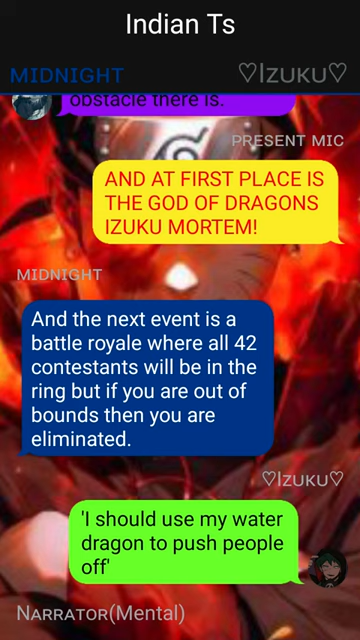 Indian Ts
MIDNIGHT
♡Izuku♡
obstacle there is.
Present Mic
AND AT FIRST PLACE IS
THE GOD OF DRAGONS
IZUKU MORTEM!
Midnight
And the next event is a
battle royale where all 42
contestants will be in the
ring but if you are out of
bounds then you are
eliminated.
♡Izuku♡
'I should use my water
dragon to push people
off'
Narrator(Mental)